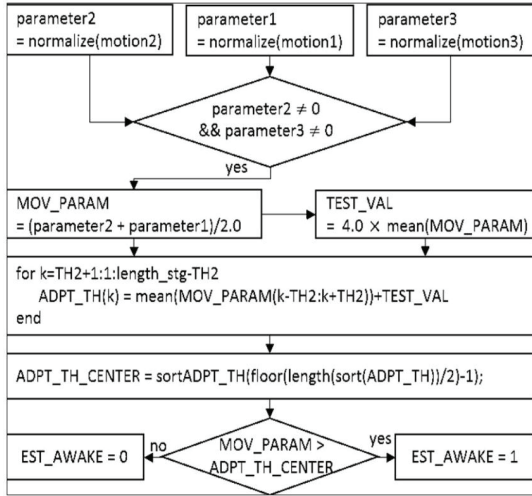 parameter2
= normalize(motion2)
parameter1
= normalize(motion1)
parameter3
= normalize(motion3)
parameter2 ≠ 0
&& parameter3 ≠ 0
yes
MOV_PARAM
= (parameter2 + parameter1)/2.0
TEST_VAL
= 4.0 × mean(MOV_PARAM)
for k=TH2+1:1:length_stg-TH2
ADPT_TH(k) = mean(MOV_PARAM(k-TH2:k+TH2))+TEST_VAL
end
ADPT_TH_CENTER = sortADPT_TH(floor(length(sort(ADPT_TH))/2)-1);
EST_AWAKE = 0
no
MOV_PARAM >
ADPT_TH_CENTER
yes
EST_AWAKE = 1